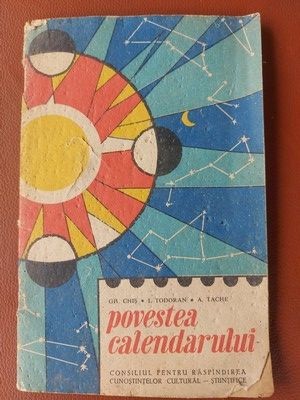 GH. CHIȘ • I. TODORAN • A. TACHE
povestea
calendarului
CONSILIUL PENTRU RĂSPÎNDIREA
CUNOȘTINȚELOR CULTURAL — ȘTIINȚIFICE